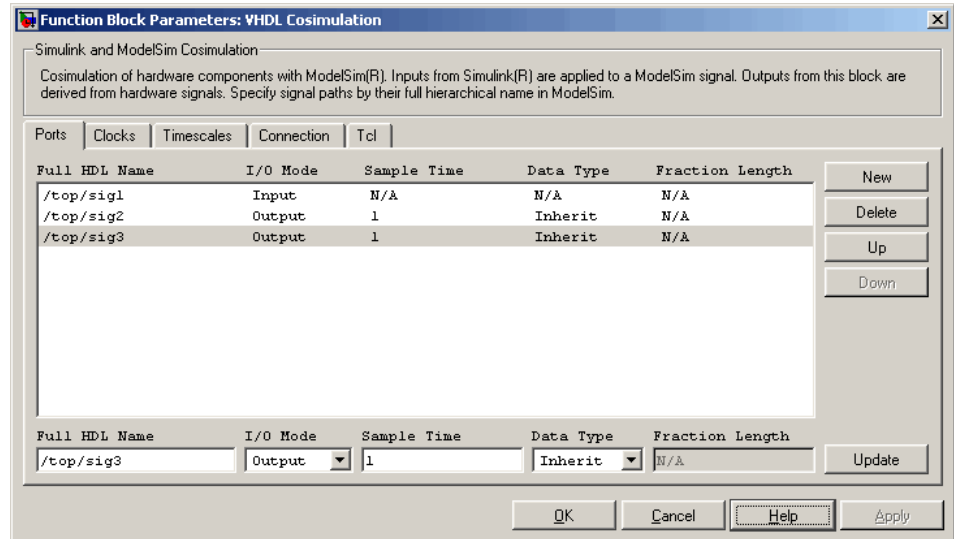 Function Block Parameters: VHDL Cosimulation
Simulink and ModelSim Cosimulation
Cosimulation of hardware components with ModelSim(R). Inputs from Simulink(R) are applied to a ModelSim signal. Outputs from this block are
derived from hardware signals. Specify signal paths by their full hierarchical name in ModelSim.
Ports Clocks Timescales Connection Tcl
Full HDL Name I/O Mode Sample Time Data Type Fraction Length
/top/sig1 Input N/A N/A N/A
/top/sig2 Output 1 Inherit N/A
/top/sig3 Output 1 Inherit N/A
New
Delete
Up
Down
Full HDL Name I/O Mode Sample Time Data Type Fraction Length
/top/sig3 Output 1 Inherit N/A Update
OK Cancel Help Apply